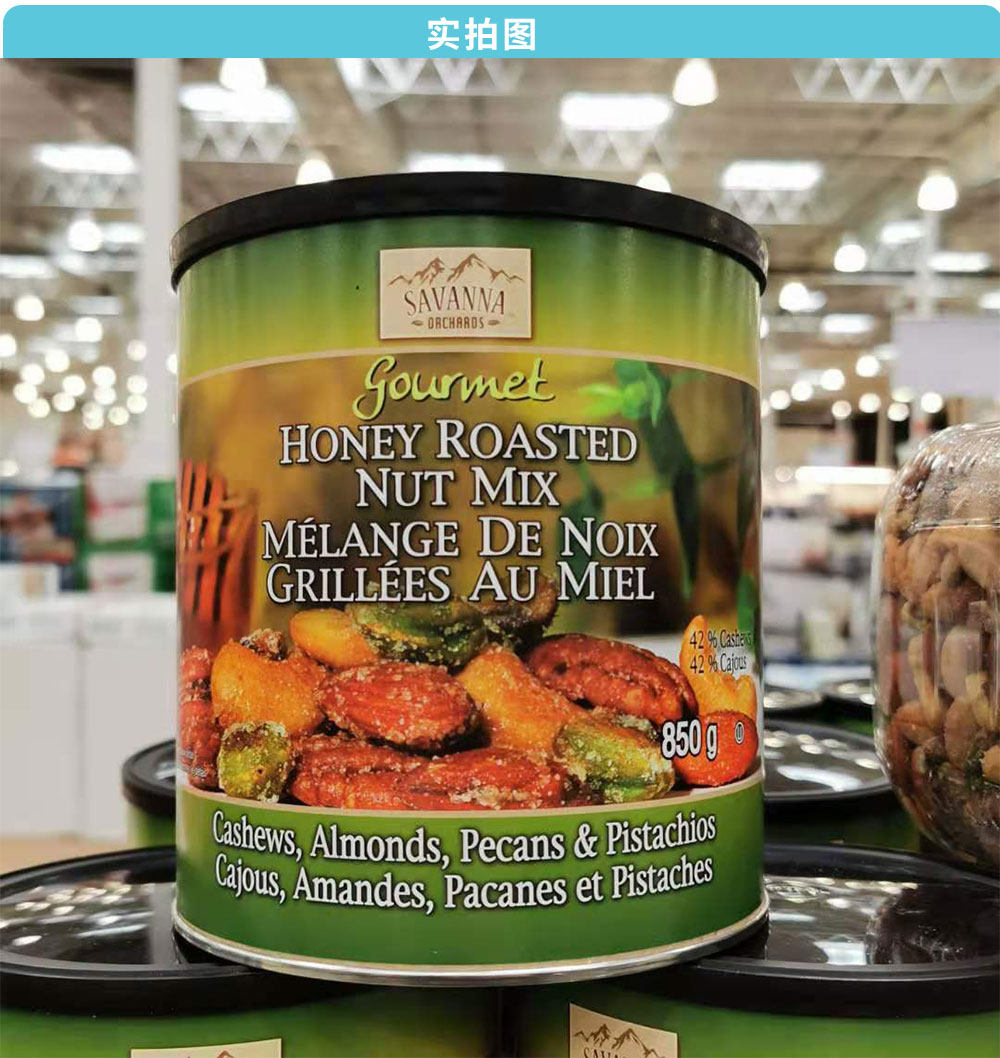 实拍图
SAVANNA
ORCHARDS
Gourmet
HONEY ROASTED
NUT MIX
MÉLANGE DE NOIX
GRILLÉES AU MIEL
42 % Cashews
42 % Cajous
850 g
Cashews, Almonds, Pecans & Pistachios
Cajous, Amandes, Pacanes et Pistaches
SAVANNA